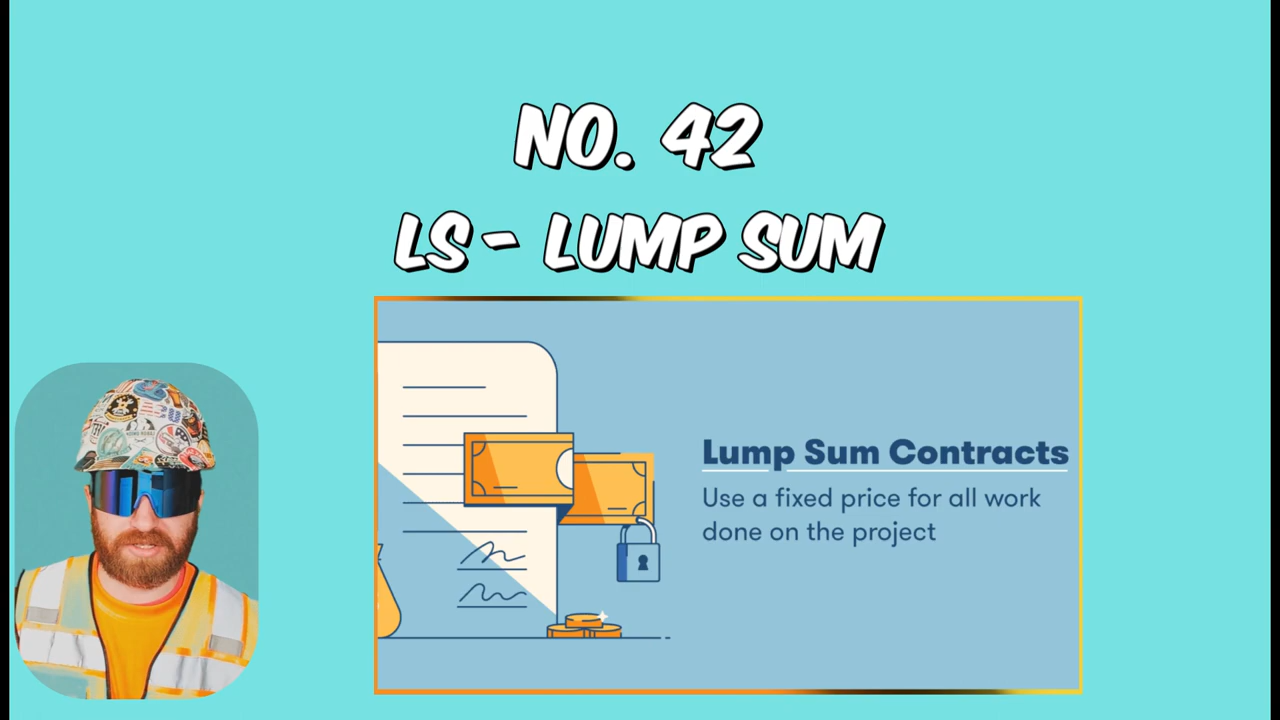 NO. 42
LS - LUMP SUM
Lump Sum Contracts
Use a fixed price for all work
done on the project